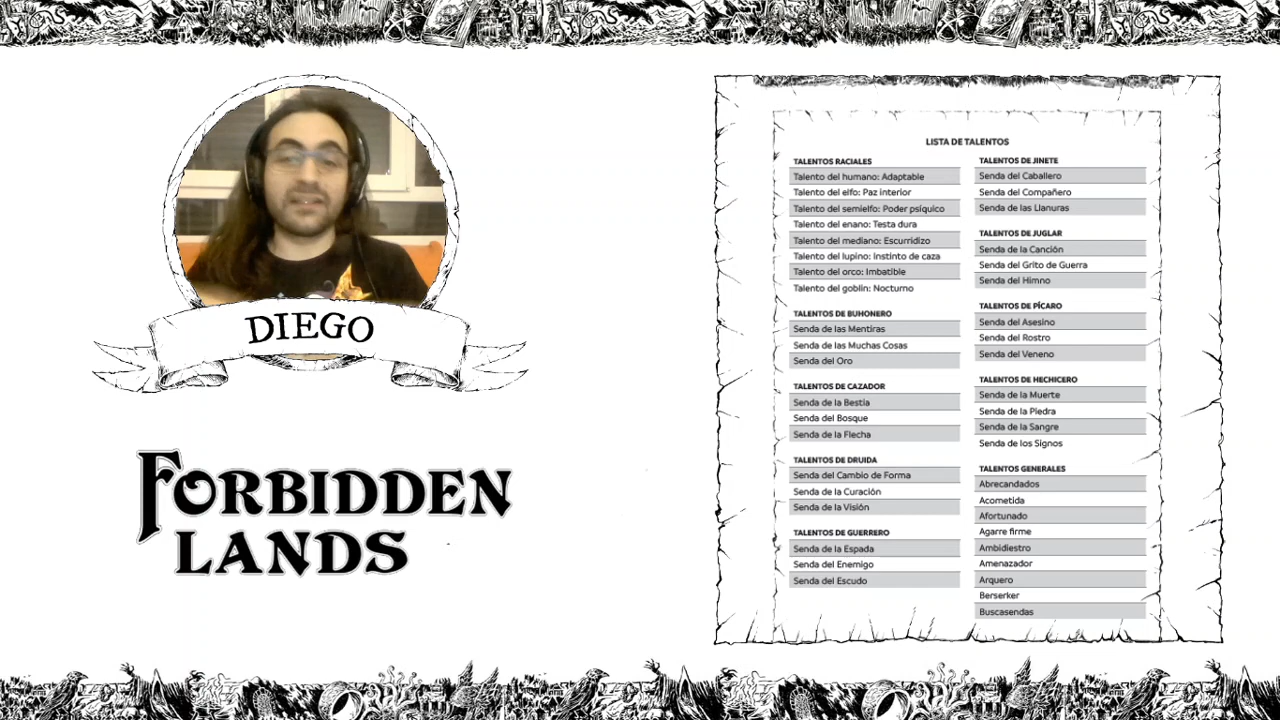 DIEGO
FORBIDDEN
LANDS
LISTA DE TALENTOS
TALENTOS RACIALES
Talento del humano: Adaptable
Talento del elfo: Paz interior
Talento del semielfo: Poder psíquico
Talento del enano: Testa dura
Talento del mediano: Escurridizo
Talento del lupino: Instinto de caza
Talento del orco: Imbatible
Talento del goblin: Nocturno
TALENTOS DE BUHONERO
Senda de las Mentiras
Senda de las Muchas Cosas
Senda del Oro
TALENTOS DE CAZADOR
Senda de la Bestia
Senda del Bosque
Senda de la Flecha
TALENTOS DE DRUIDA
Senda del Cambio de Forma
Senda de la Curación
Senda de la Visión
TALENTOS DE GUERRERO
Senda de la Espada
Senda del Enemigo
Senda del Escudo
TALENTOS DE JINETE
Senda del Caballero
Senda del Compañero
Senda de las Llanuras
TALENTOS DE JUGLAR
Senda de la Canción
Senda del Grito de Guerra
Senda del Himno
TALENTOS DE PÍCARO
Senda del Asesino
Senda del Rostro
Senda del Veneno
TALENTOS DE HECHICERO
Senda de la Muerte
Senda de la Piedra
Senda de la Sangre
Senda de los Signos
TALENTOS GENERALES
Abrecandados
Acometida
Afortunado
Agarre firme
Ambidiestro
Amenazador
Arquero
Berserker
Buscasendas